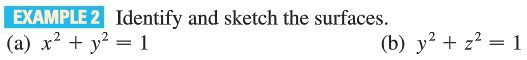 EXAMPLE 2 Identify and sketch the surfaces.
(a) x² + y² = 1 (b) y² + z² = 1